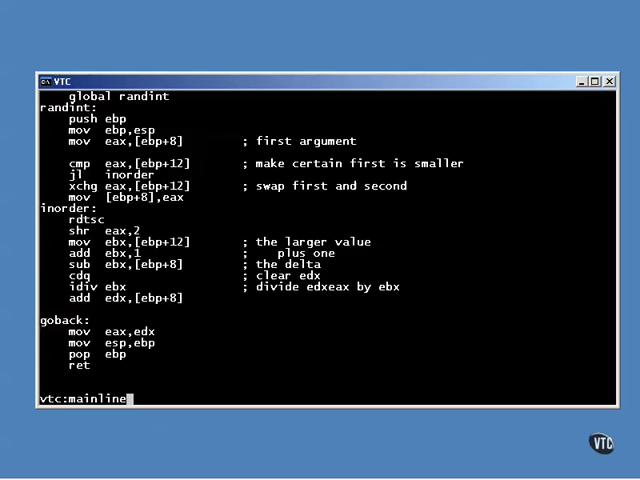 VTC
global randint
randint:
push ebp
mov ebp,esp
mov eax,[ebp+8] ; first argument
cmp eax,[ebp+12] ; make certain first is smaller
jl inorder
xchg eax,[ebp+12] ; swap first and second
mov [ebp+8],eax
inorder:
rdtsc
shr eax,2
mov ebx,[ebp+12] ; the larger value
add ebx,1 ; plus one
sub ebx,[ebp+8] ; the delta
cdq ; clear edx
idiv ebx ; divide edxeax by ebx
add edx,[ebp+8]
goback:
mov eax,edx
mov esp,ebp
pop ebp
ret
vtc:mainline
VTC